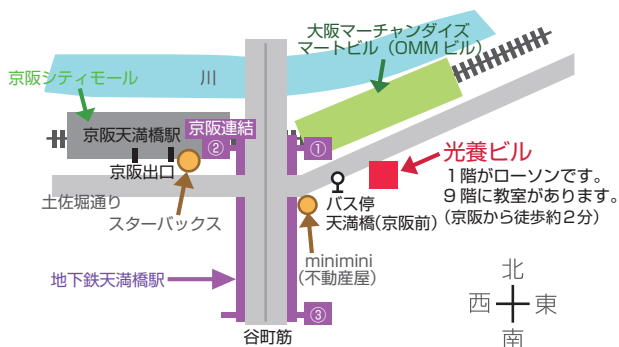 大阪マーチャンダイズ
マートビル（OMMビル）
京阪シティモール
川
京阪天満橋駅
京阪連結
②
①
京阪出口
光養ビル
1階がローソンです。
9階に教室があります。
(京阪から徒歩約2分)
土佐堀通り
スターバックス
バス停
天満橋(京阪前)
minimini
(不動産屋)
地下鉄天満橋駅
③
谷町筋
北
西
東
南